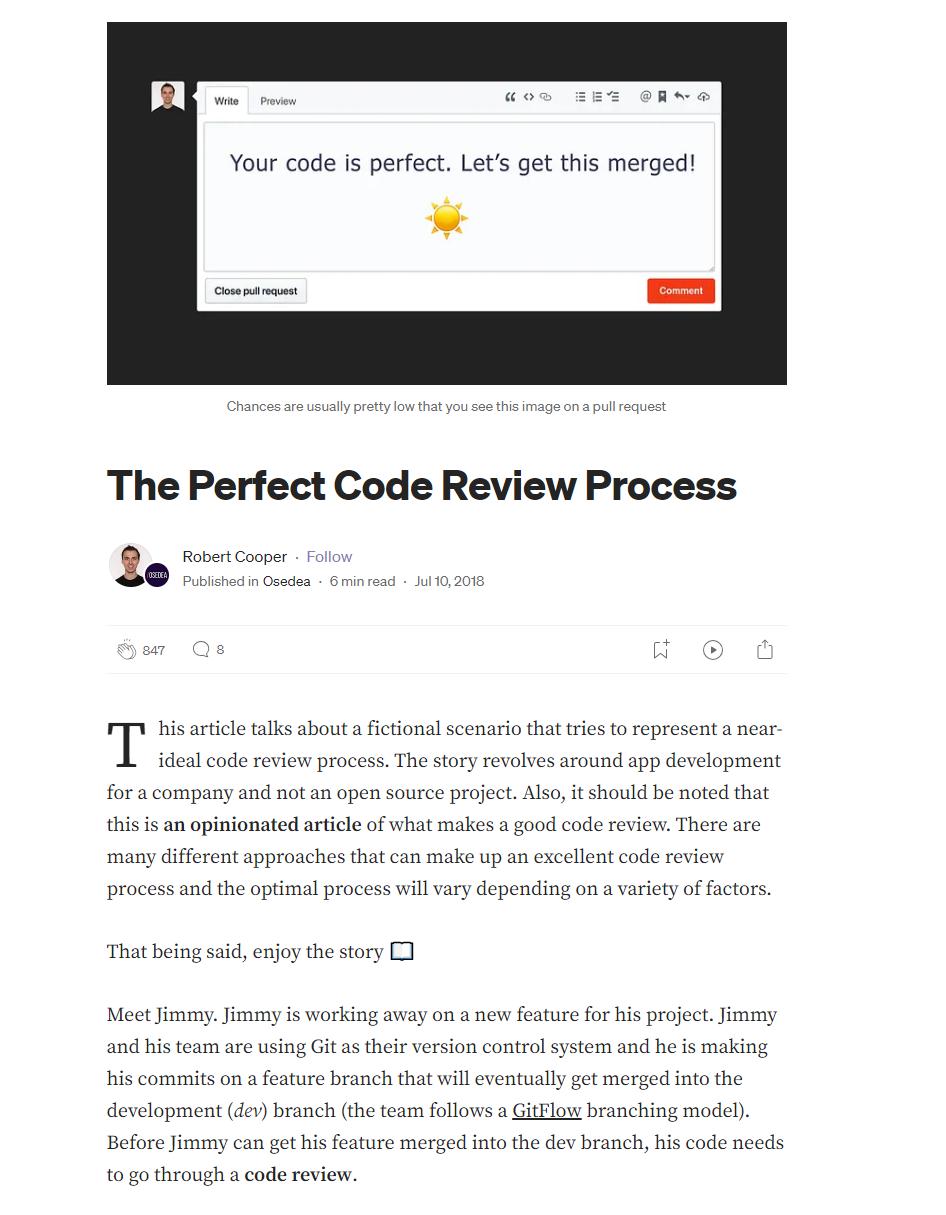 Write
Preview
Your code is perfect. Let’s get this merged!
Close pull request
Comment
Chances are usually pretty low that you see this image on a pull request
The Perfect Code Review Process
Robert Cooper · Follow
OSEDEA
Published in Osedea · 6 min read · Jul 10, 2018
847
8
This article talks about a fictional scenario that tries to represent a near-
ideal code review process. The story revolves around app development
for a company and not an open source project. Also, it should be noted that
this is an opinionated article of what makes a good code review. There are
many different approaches that can make up an excellent code review
process and the optimal process will vary depending on a variety of factors.
That being said, enjoy the story 📖
Meet Jimmy. Jimmy is working away on a new feature for his project. Jimmy
and his team are using Git as their version control system and he is making
his commits on a feature branch that will eventually get merged into the
development (dev) branch (the team follows a GitFlow branching model).
Before Jimmy can get his feature merged into the dev branch, his code needs
to go through a code review.